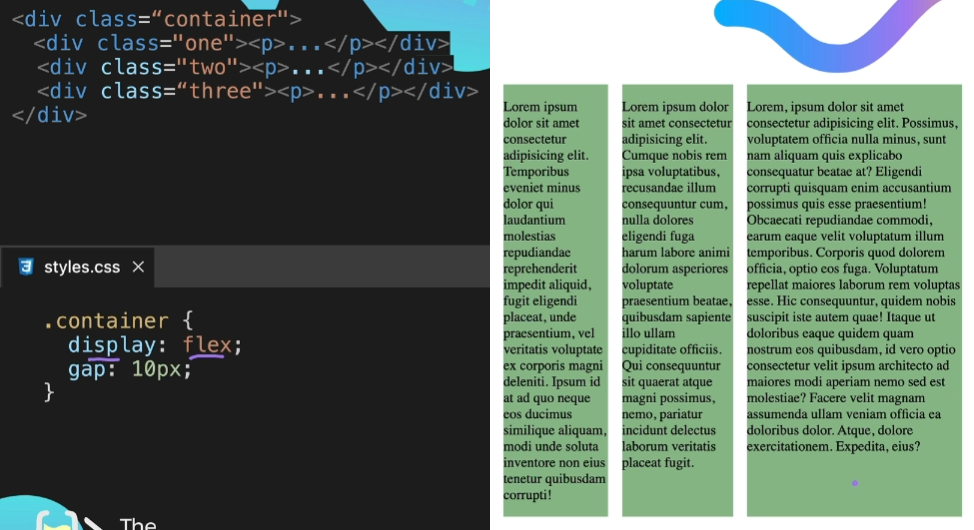 <div class=“container">
<div class="one"><p>...</p></div>
<div class="two"><p>...</p></div>
<div class=“three"><p>...</p></div>
</div>
styles.css ×
.container {
display: flex;
gap: 10px;
}
The
Lorem ipsum
dolor sit amet
consectetur
adipisicing elit.
Temporibus
eveniet minus
dolor qui
laudantium
molestias
repudiandae
reprehenderit
impedit aliquid,
fugit eligendi
placeat, unde
praesentium, vel
veritatis voluptate
ex corporis magni
deleniti. Ipsum id
at ad quo neque
eos ducimus
similique aliquam,
modi unde soluta
inventore non eius
tenetur quibusdam
corrupti!
Lorem ipsum dolor
sit amet consectetur
adipisicing elit.
Cumque nobis rem
ipsa voluptatibus,
recusandae illum
consequuntur cum,
nulla dolores
eligendi fuga
harum labore animi
dolorum asperiores
voluptate
praesentium beatae,
quibusdam sapiente
illo ullam
cupiditate officiis.
Qui consequuntur
sit quaerat atque
magni possimus,
nemo, pariatur
incidunt delectus
laborum veritatis
placeat fugit.
Lorem, ipsum dolor sit amet
consectetur adipisicing elit. Possimus,
voluptatem officia nulla minus, sunt
nam aliquam quis explicabo
consequatur beatae at? Eligendi
corrupti quisquam enim accusantium
possimus quis esse praesentium!
Obcaecati repudiandae commodi,
earum eaque velit voluptatum illum
temporibus. Corporis quod dolorem
officia, optio eos fuga. Voluptatum
repellat maiores laborum rem voluptas
esse. Hic consequuntur, quidem nobis
suscipit iste autem quae! Itaque ut
doloribus eaque quidem quam
nostrum eos quibusdam, id vero optio
consectetur velit ipsum architecto ad
maiores modi aperiam nemo sed est
molestiae? Facere velit magnam
assumenda ullam veniam officia ea
doloribus dolor. Atque, dolore
exercitationem. Expedita, eius?